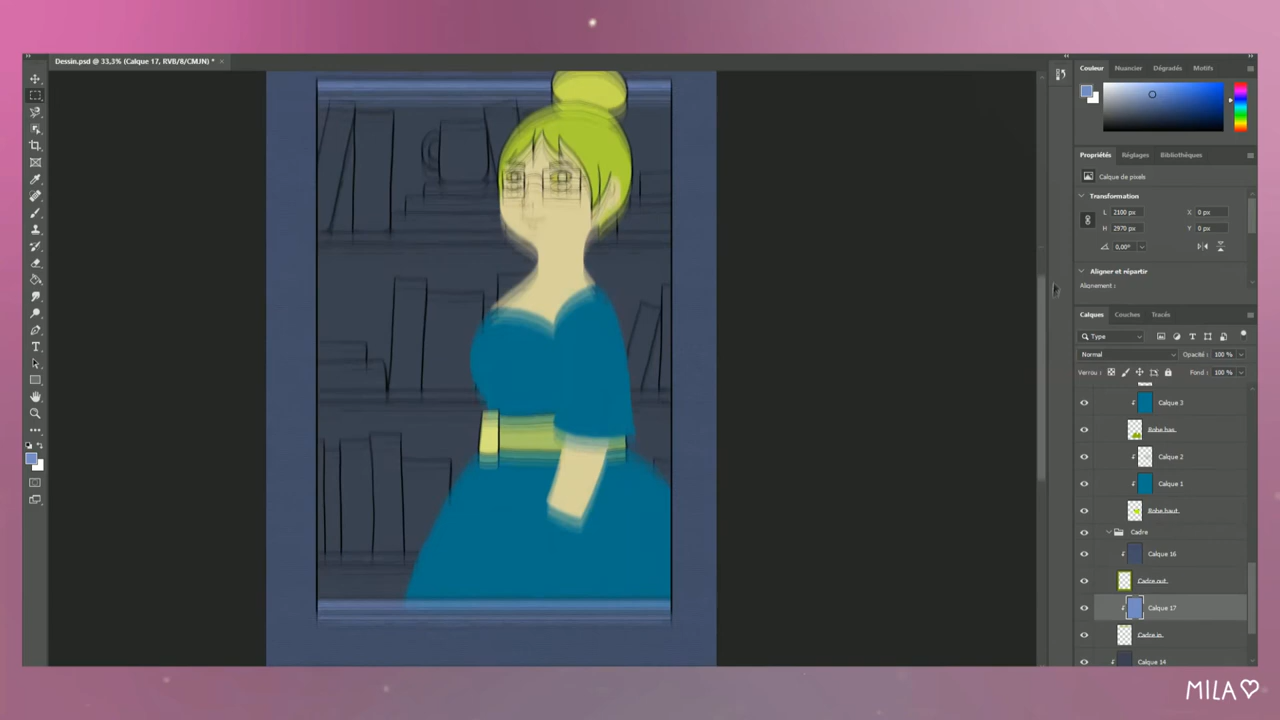 Dessin.psd @ 33,3% (Calque 17, RVB/8/CMJN) * ×
Couleur Nuancier Dégradés Motifs
Propriétés Réglages Bibliothèques
Calque de pixels
Transformation
L 2100 px X 0 px
H 2970 px Y 0 px
0,00°
Aligner et répartir
Alignement :
Calques Couches Tracés
Type
Normal Opacité : 100 %
Verrou : Fond : 100 %
Calque 3
Robe bas
Calque 2
Calque 1
Robe haut
Cadre
Calque 16
Cadre out
Calque 17
Cadre in
Calque 14
MILA